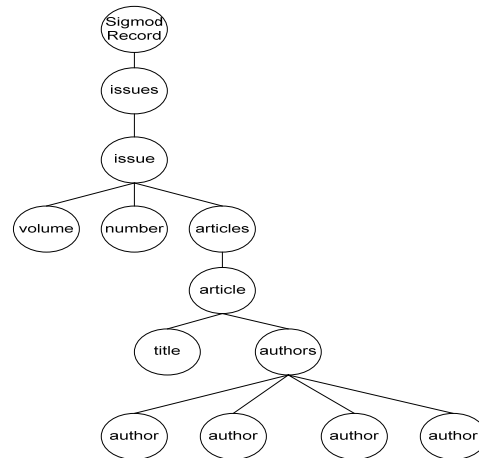 Sigmod
Record
issues
issue
volume number articles
article
title authors
author author author author